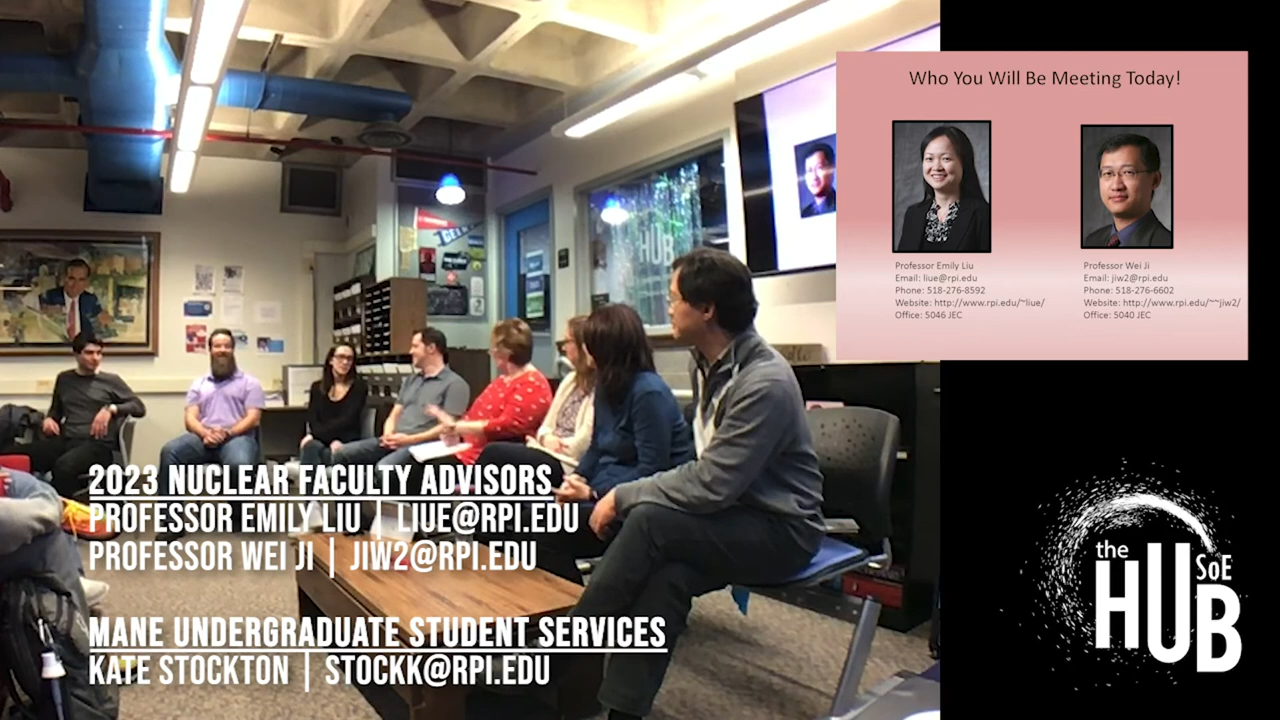 Who You Will Be Meeting Today!
Professor Emily Liu
Email: liue@rpi.edu
Phone: 518-276-8592
Website: http://www.rpi.edu/~liue/
Office: 5046 JEC
Professor Wei Ji
Email: jiw2@rpi.edu
Phone: 518-276-6602
Website: http://www.rpi.edu/~~jiw2/
Office: 5040 JEC
HUB
2023 NUCLEAR FACULTY ADVISORS
PROFESSOR EMILY LIU | LIUE@RPI.EDU
PROFESSOR WEI JI | JIW2@RPI.EDU
MANE UNDERGRADUATE STUDENT SERVICES
KATE STOCKTON | STOCKK@RPI.EDU
the
HUB
SoE